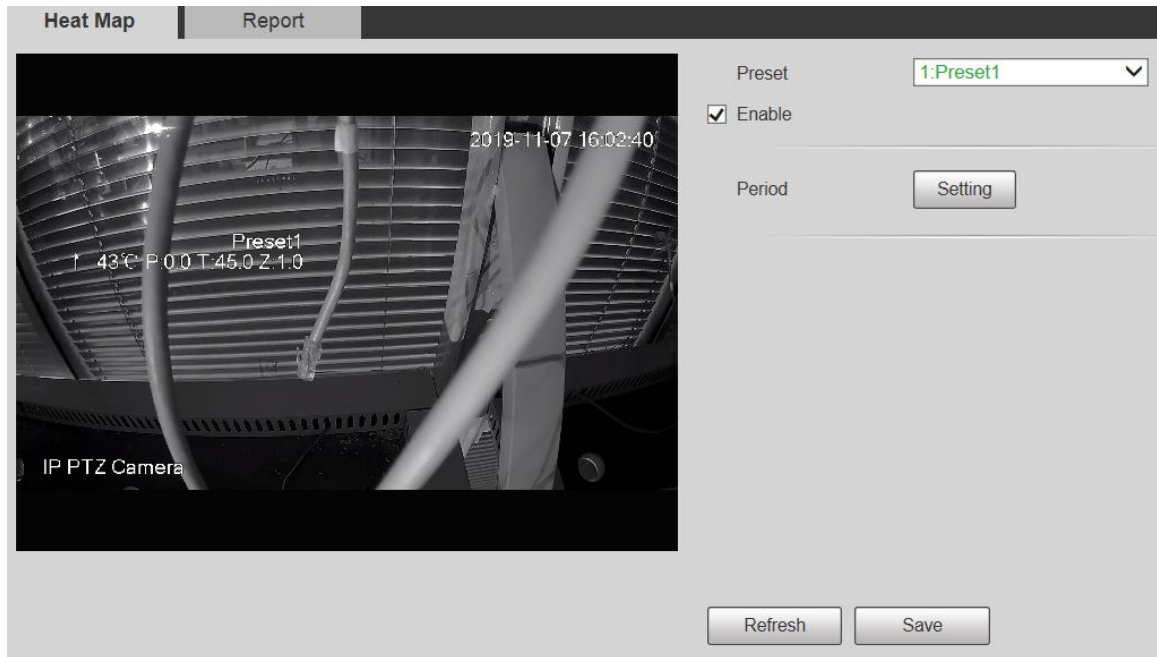 Heat Map
Report
2019-11-07 16:02:40
Preset1
↑ 43℃ P:0.0 T:45.0 Z:1.0
IP PTZ Camera
Preset
1:Preset1
Enable
Period
Setting
Refresh
Save